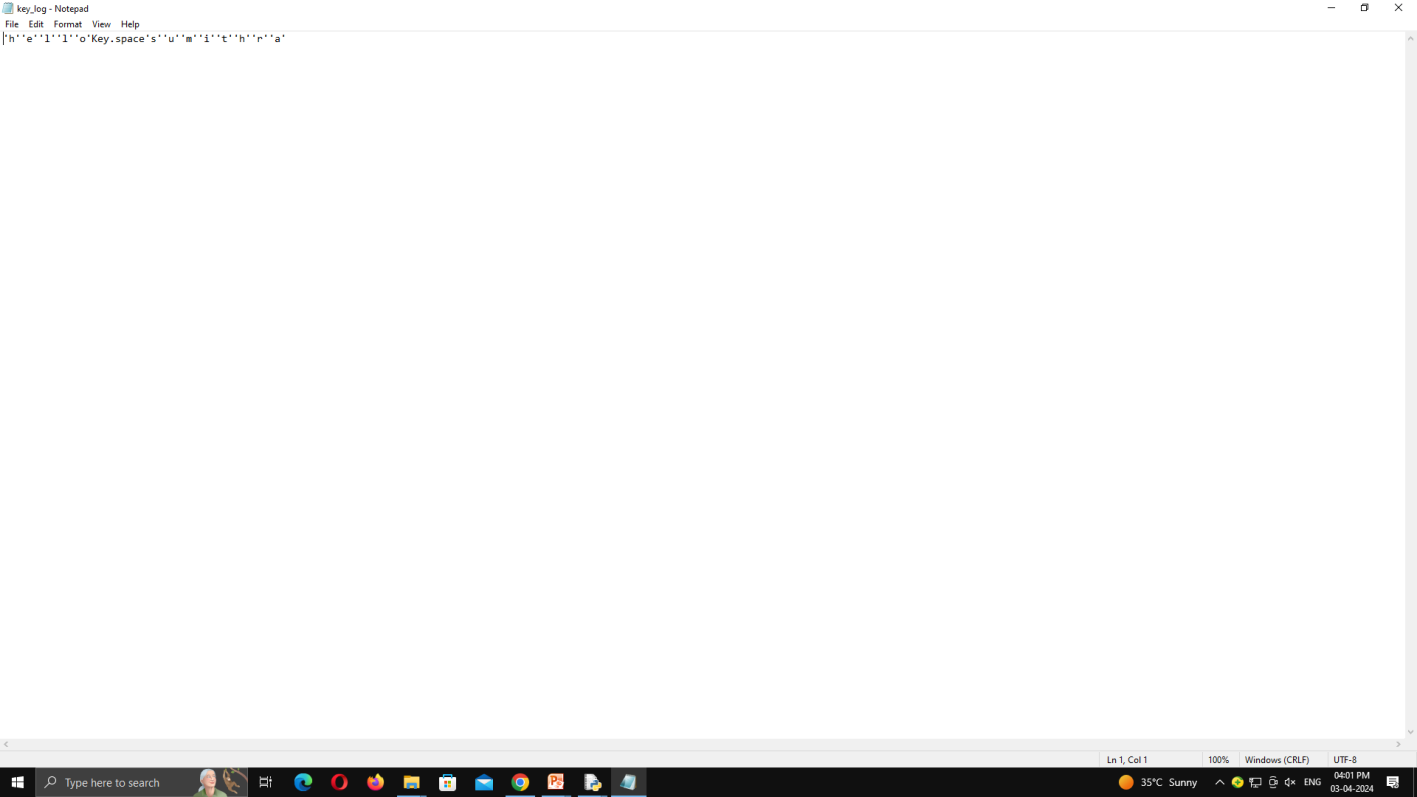 key_log - Notepad
File Edit Format View Help
'h''e''l''l''o'Key.space's''u''m''i''t''h''r''a'
Ln 1, Col 1 100% Windows (CRLF) UTF-8
Type here to search
35°C Sunny
ENG
04:01 PM
03-04-2024